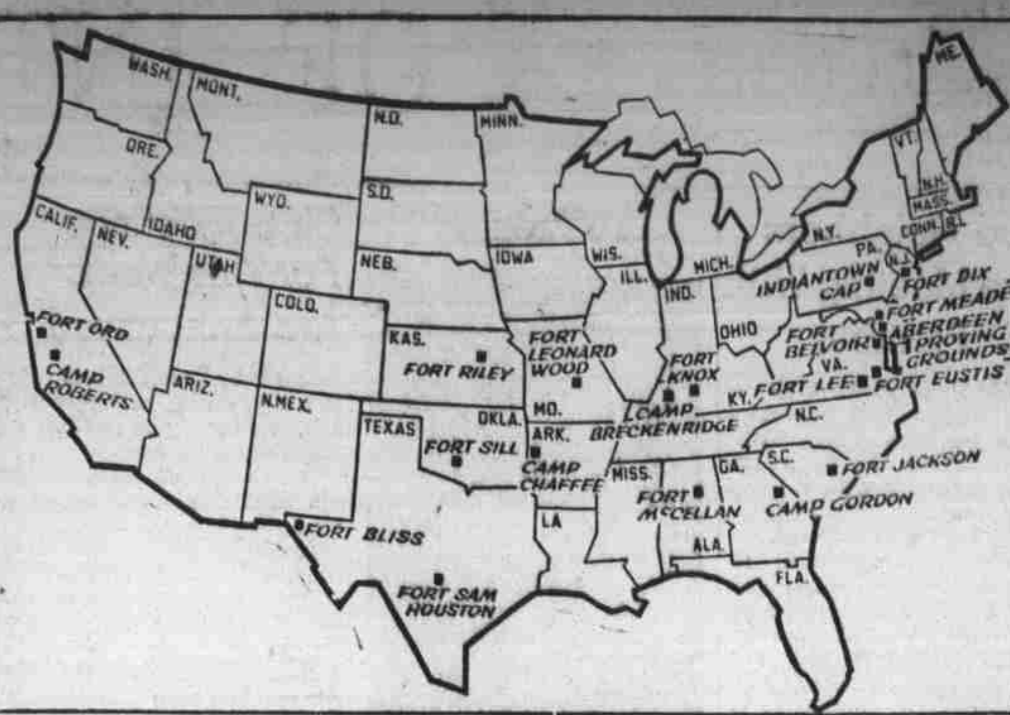 WASH.
MONT.
N.D.
MINN.
ME.
ORE.
VT.
N.H.
MASS.
CONN.
R.I.
S.D.
WYO.
IDAHO
CALIF.
NEV.
UTAH
NEB.
IOWA
WIS.
MICH.
N.Y.
PA.
N.J.
ILL.
IND.
OHIO
INDIANTOWN
GAP
FORT DIX
FORT MEADE
ABERDEEN
PROVING
GROUNDS
FORT
BELVOIR
VA.
FORT LEE
FORT EUSTIS
COLO.
KAS.
FORT RILEY
FORT
LEONARD
WOOD
MO.
FORT
KNOX
KY.
CAMP
BRECKENRIDGE
FORT ORD
CAMP
ROBERTS
ARIZ.
N.MEX.
TEXAS
OKLA.
FORT SILL
ARK.
CAMP
CHAFFEE
N.C.
S.C.
FORT JACKSON
MISS.
GA.
FORT
McCELLAN
CAMP GORDON
LA
ALA.
FLA.
FORT BLISS
FORT SAM
HOUSTON